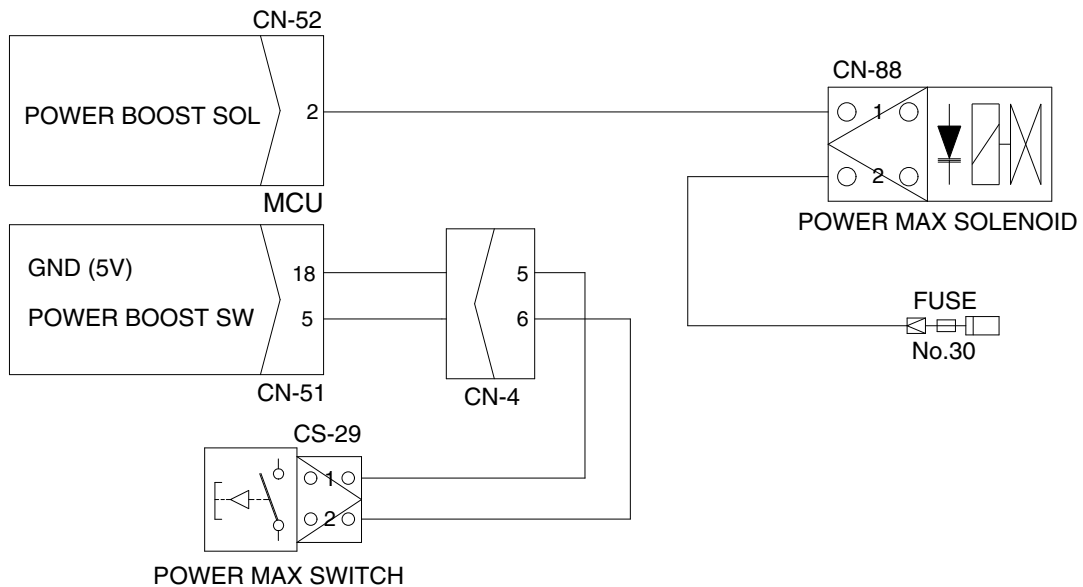 CN-52
POWER BOOST SOL
2
MCU
CN-88
1
2
POWER MAX SOLENOID
GND (5V)
18
POWER BOOST SW
5
CN-51
5
6
CN-4
FUSE
No.30
CS-29
1
2
POWER MAX SWITCH